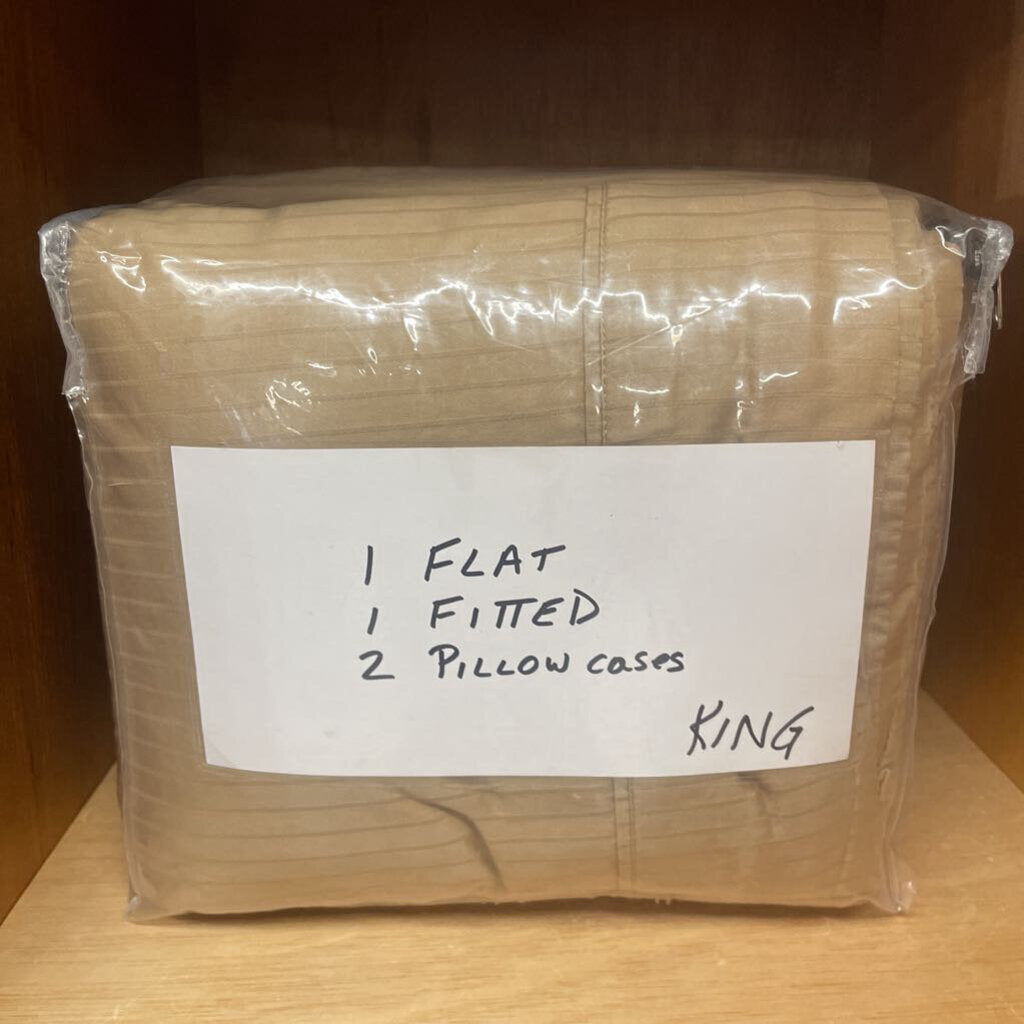 1 FLAT
1 FITTED
2 PILLOW cases
KING